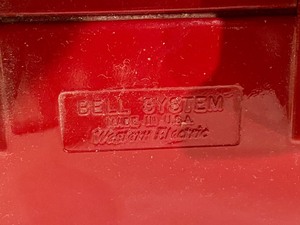 BELL SYSTEM
MADE IN U.S.A.
Western Electric